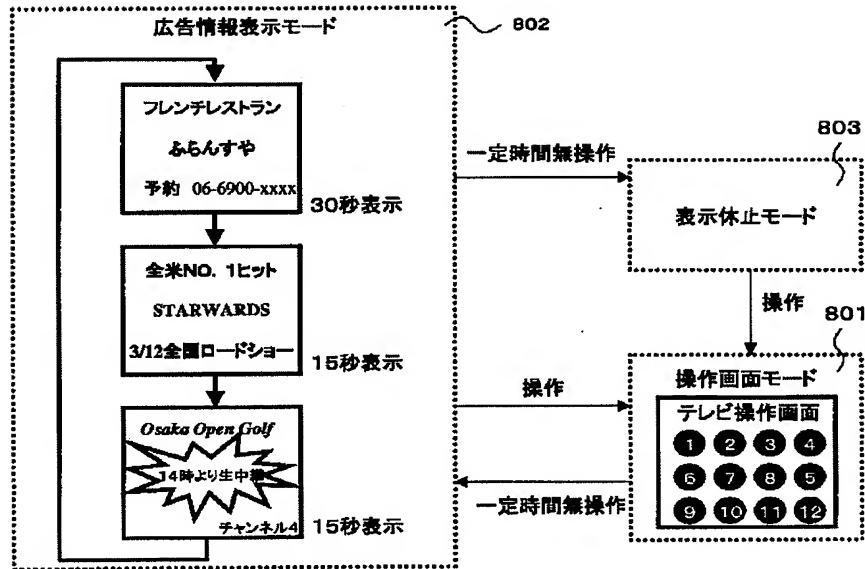 広告情報表示モード
802
フレンチレストラン
ふらんすや
予約 06-6900-xxxx
30秒表示
全米NO. 1ヒット
STARWARDS
3/12全国ロードショー
15秒表示
Osaka Open Golf
14時より生中継
チャンネル4
15秒表示
一定時間無操作
803
表示休止モード
操作
801
操作
一定時間無操作
操作画面モード
テレビ操作画面
1 2 3 4
6 7 8 5
9 10 11 12